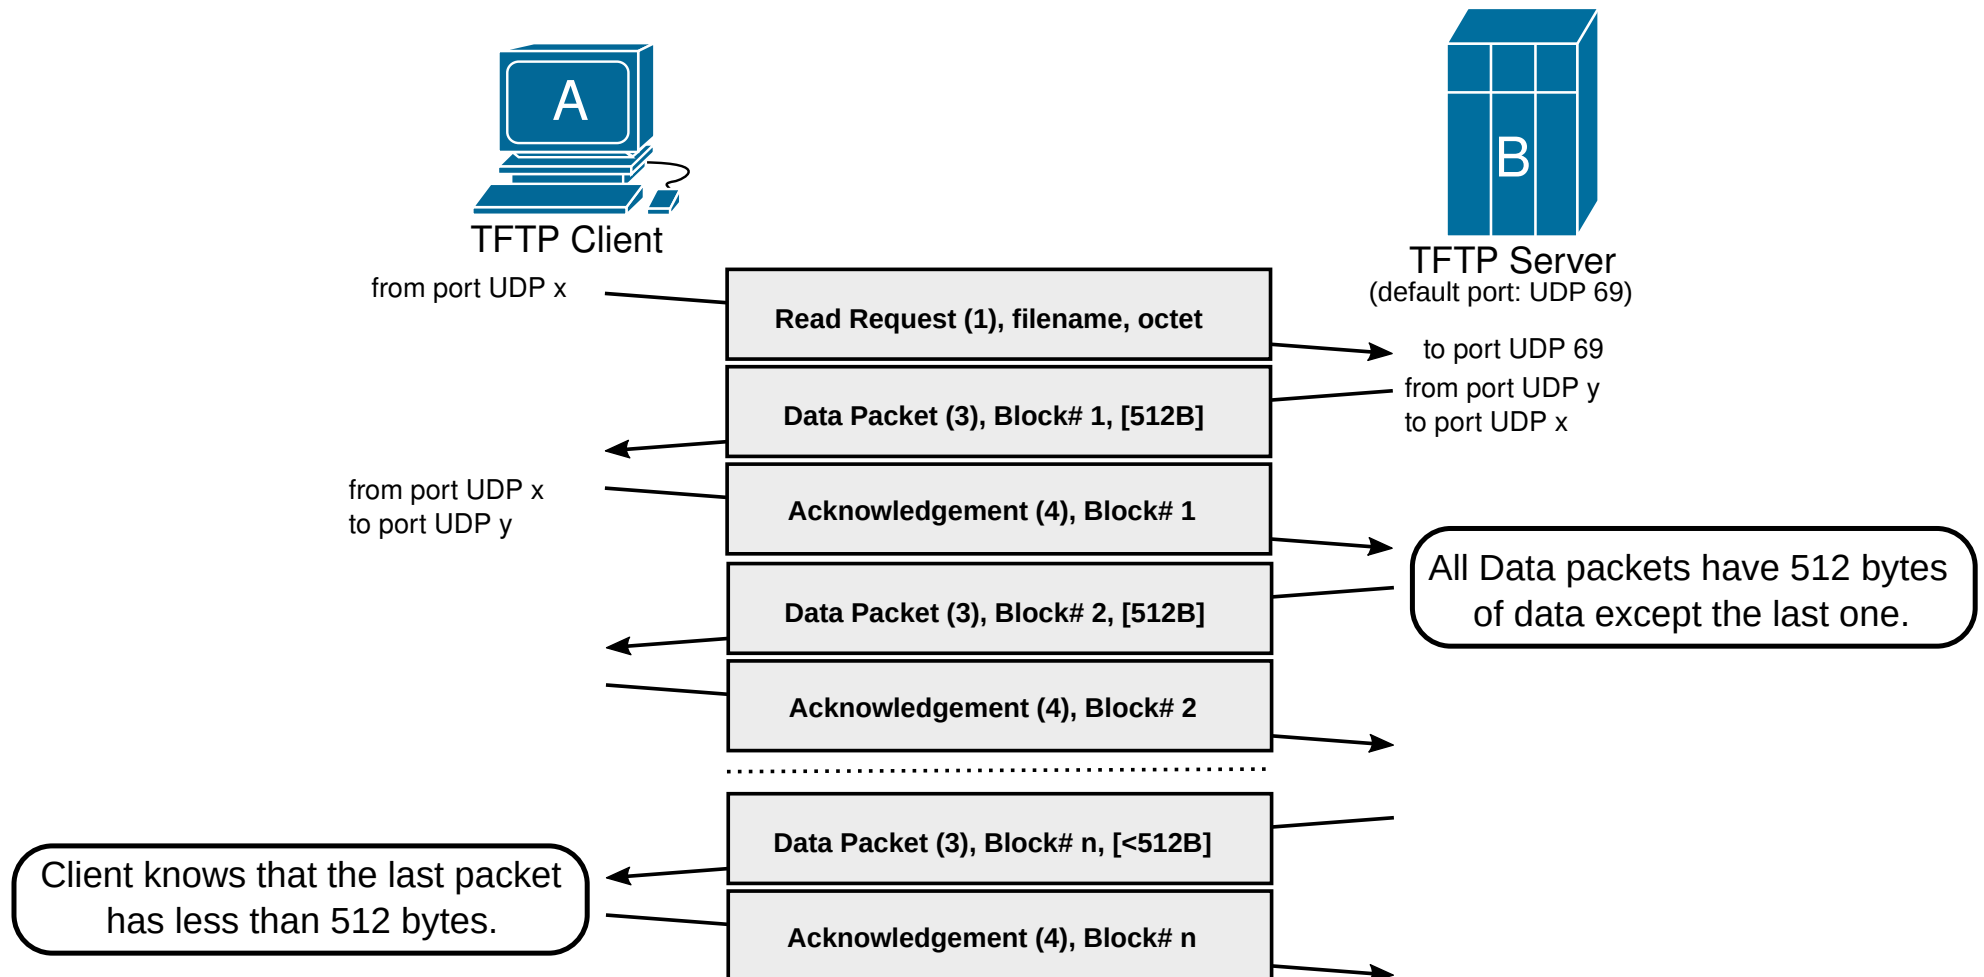 A
B
TFTP Client
TFTP Server
(default port: UDP 69)
from port UDP x
Read Request (1), filename, octet
to port UDP 69
from port UDP y
to port UDP x
Data Packet (3), Block# 1, [512B]
from port UDP x
to port UDP y
Acknowledgement (4), Block# 1
All Data packets have 512 bytes
of data except the last one.
Data Packet (3), Block# 2, [512B]
Acknowledgement (4), Block# 2
Data Packet (3), Block# n, [<512B]
Client knows that the last packet
has less than 512 bytes.
Acknowledgement (4), Block# n